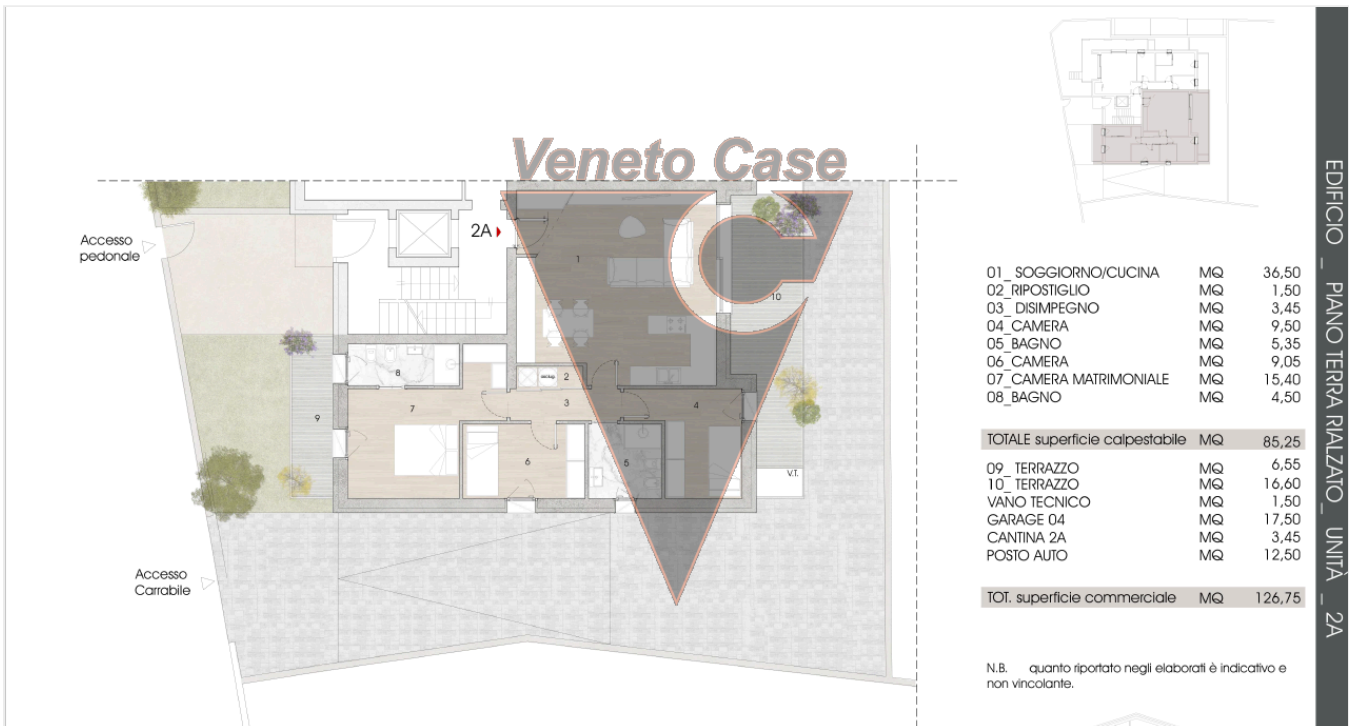 Veneto Case
Accesso
pedonale
2A
1
10
2
8
3
7
4
9
6
5
V.T.
Accesso
Carrabile
01_ SOGGIORNO/CUCINA MQ 36,50
02_RIPOSTIGLIO MQ 1,50
03_ DISIMPEGNO MQ 3,45
04_CAMERA MQ 9,50
05_BAGNO MQ 5,35
06_CAMERA MQ 9,05
07_CAMERA MATRIMONIALE MQ 15,40
08_BAGNO MQ 4,50
TOTALE superficie calpestabile MQ 85,25
09_ TERRAZZO MQ 6,55
10_ TERRAZZO MQ 16,60
VANO TECNICO MQ 1,50
GARAGE 04 MQ 17,50
CANTINA 2A MQ 3,45
POSTO AUTO MQ 12,50
TOT. superficie commerciale MQ 126,75
N.B. quanto riportato negli elaborati è indicativo e
non vincolante.
EDIFICIO _ PIANO TERRA RIALZATO_ UNITÀ _ 2A